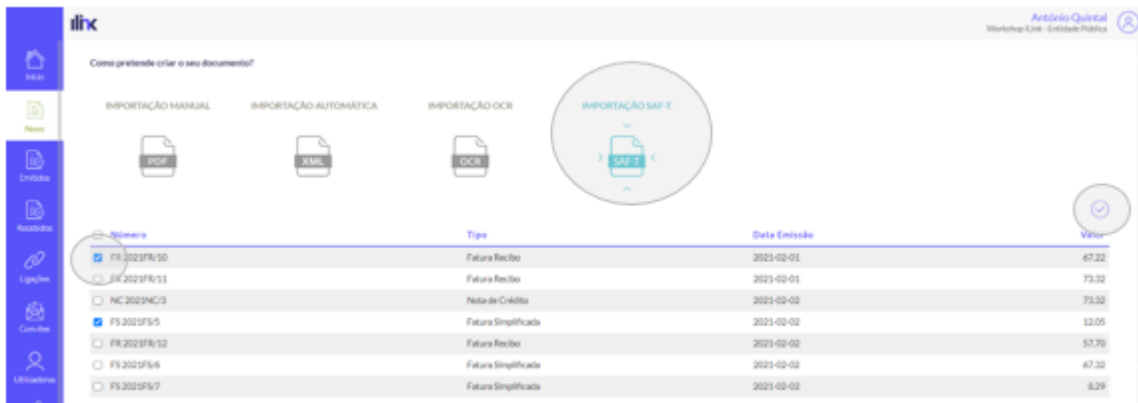 ilink
António Quintal
Workshop iLink - Entidade Pública
Início
Como pretende criar o seu documento?
IMPORTAÇÃO MANUAL IMPORTAÇÃO AUTOMÁTICA IMPORTAÇÃO OCR IMPORTAÇÃO SAF-T
Novo
PDF XML OCR SAF-T
Emitidos
Recebidos
Número Tipo Data Emissão Valor
FR 2021FR/10 Fatura Recibo 2021-02-01 67.22
Ligações
FR 2021FR/11 Fatura Recibo 2021-02-01 73.32
NC 2021NC/3 Nota de Crédito 2021-02-02 73.32
Convites
FS 2021FS/5 Fatura Simplificada 2021-02-02 12.05
FR 2021FR/12 Fatura Recibo 2021-02-02 57.70
FS 2021FS/6 Fatura Simplificada 2021-02-02 67.32
Utilizadores
FS 2021FS/7 Fatura Simplificada 2021-02-02 8.29